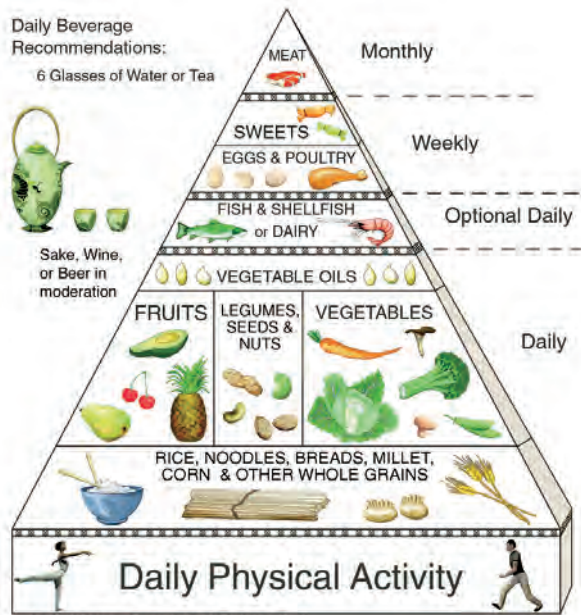 Daily Beverage
Recommendations:
6 Glasses of Water or Tea
Sake, Wine,
or Beer in
moderation
MEAT
Monthly
SWEETS
EGGS & POULTRY
Weekly
FISH & SHELLFISH
or DAIRY
Optional Daily
VEGETABLE OILS
FRUITS
LEGUMES,
SEEDS &
NUTS
VEGETABLES
Daily
RICE, NOODLES, BREADS, MILLET,
CORN & OTHER WHOLE GRAINS
Daily Physical Activity